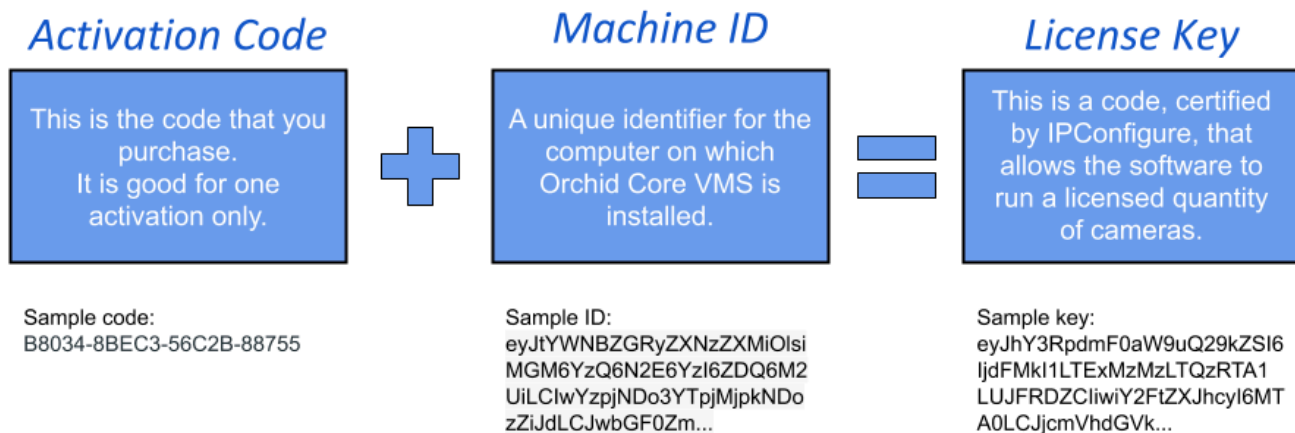 Activation Code
This is the code that you
purchase.
It is good for one
activation only.
Sample code:
B8034-8BEC3-56C2B-88755
Machine ID
A unique identifier for the
computer on which
Orchid Core VMS is
installed.
Sample ID:
eyJtYWNBZGRyZXNzZXMiOlsi
MGM6YzQ6N2E6YzI6ZDQ6M2
UiLCIwYzpjNDo3YTpjMjpkNDo
zZiJdLCJwbGF0Zm...
License Key
This is a code, certified
by IPConfigure, that
allows the software to
run a licensed quantity
of cameras.
Sample key:
eyJhY3RpdmF0aW9uQ29kZSI6
IjdFMkI1LTExMzMzLTQzRTA1
LUJFRDZCIiwiY2FtZXJhcyI6MT
A0LCJjcmVhdGVk...